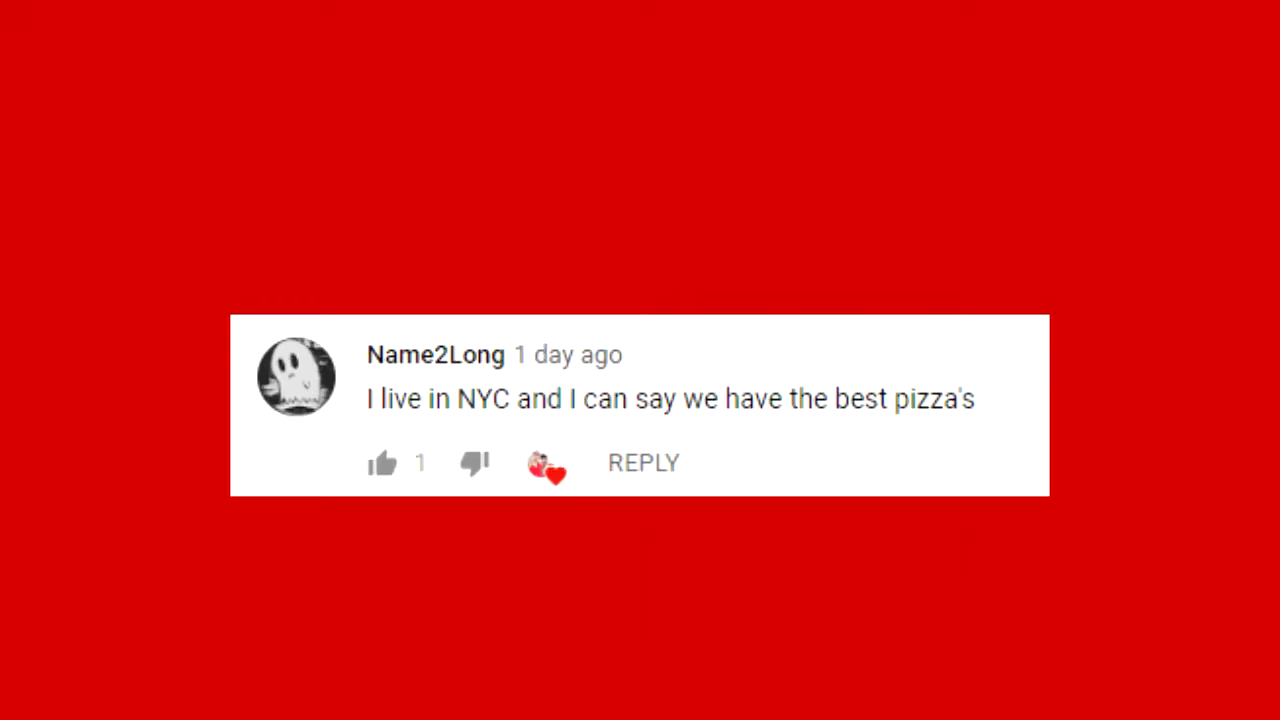 Name2Long 1 day ago
I live in NYC and I can say we have the best pizza's
1 REPLY